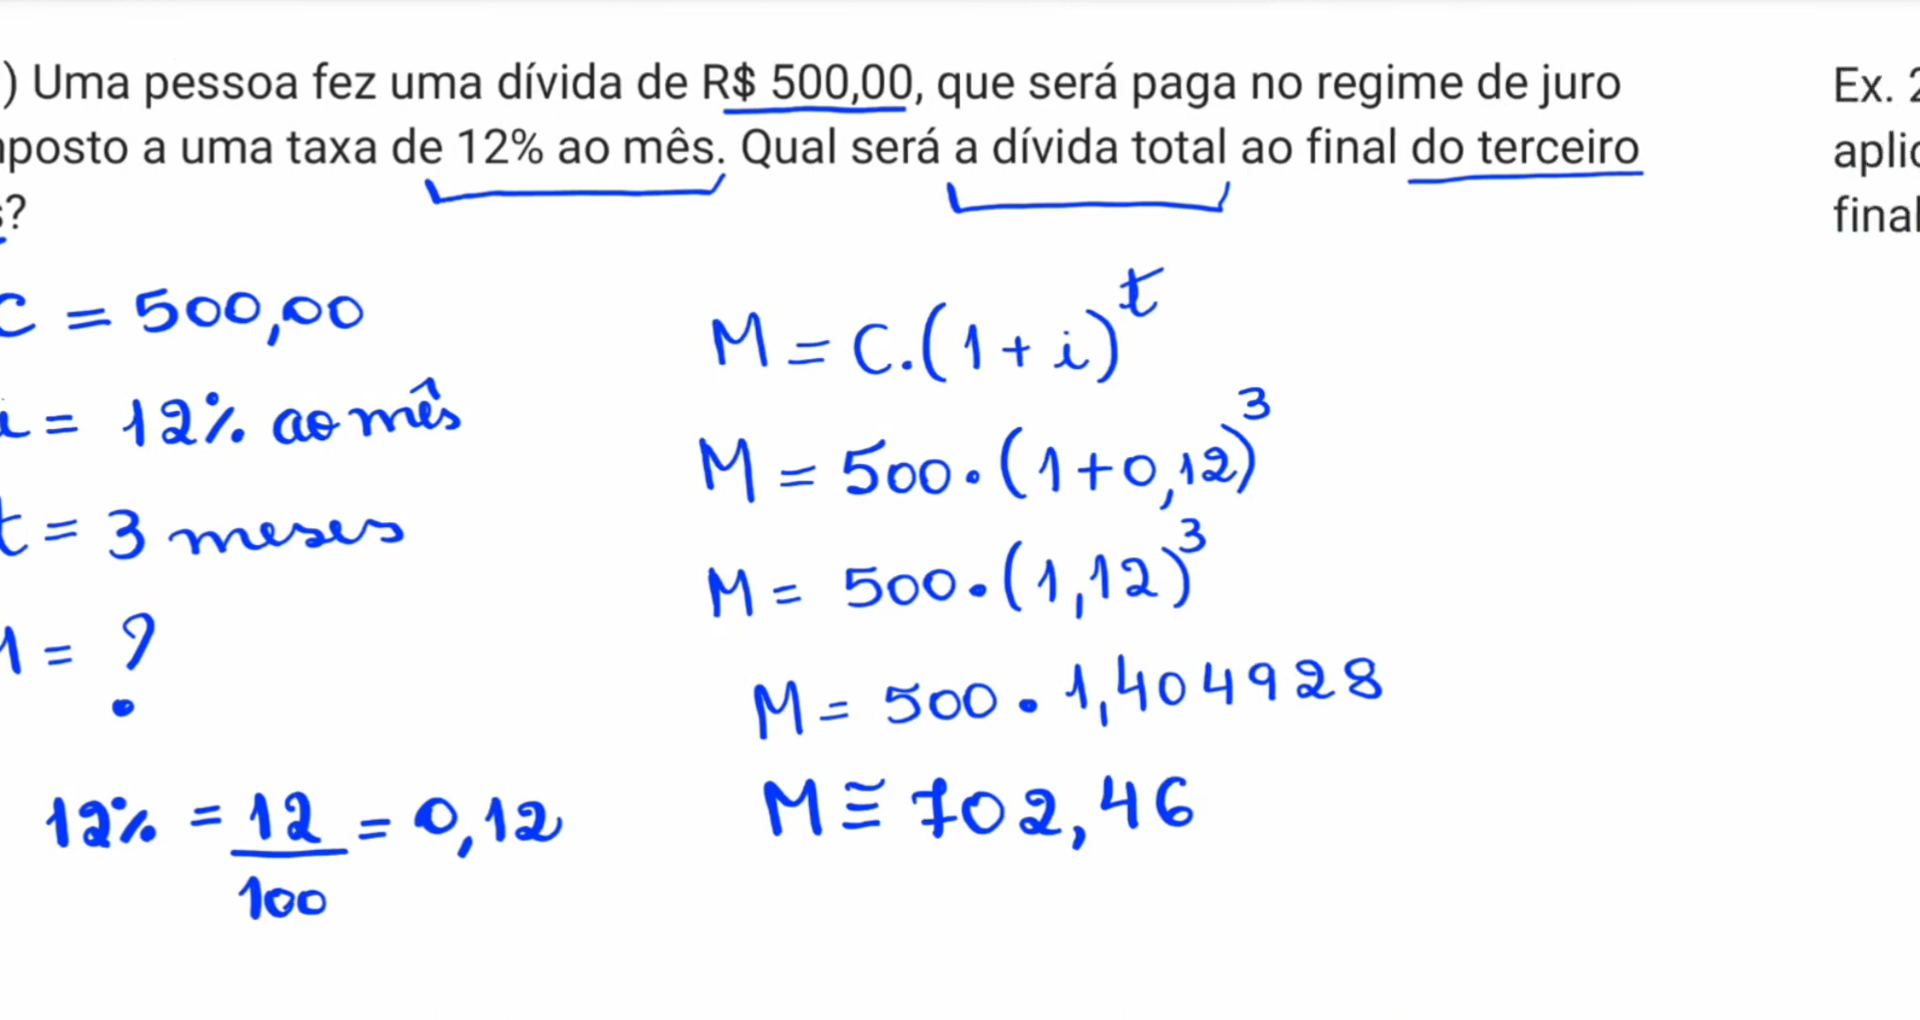 ) Uma pessoa fez uma dívida de R$ 500,00, que será paga no regime de juro
posto a uma taxa de 12% ao mês. Qual será a dívida total ao final do terceiro
?
C = 500,00
i = 12% ao mês
t = 3 meses
M = ?
12% = 12/100 = 0,12
M = C.(1+i)^t
M = 500.(1+0,12)^3
M = 500.(1,12)^3
M = 500.1,404928
M ≅ 702,46
Ex. 2
aplic
final